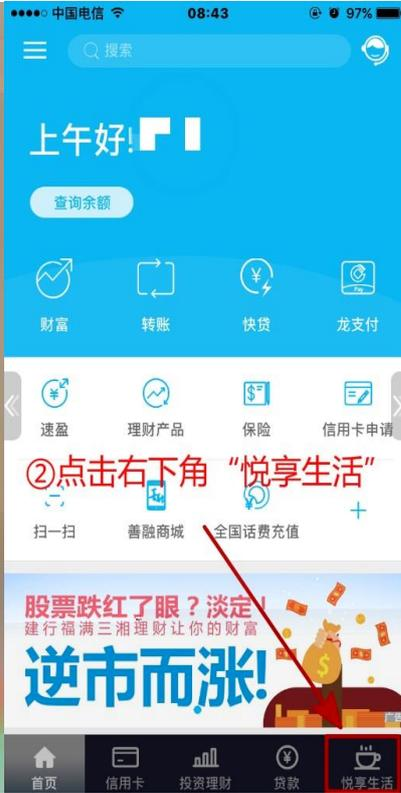 中国电信 08:43 97%
搜索
上午好!
查询余额
财富 转账 快贷 龙支付
Pay
速盈 理财产品 保险 信用卡申请
②点击右下角“悦享生活”
扫一扫 善融商城 全国话费充值
股票跌红了眼？淡定！
建行福满三湘理财让你的财富
逆市而涨!
广告
首页 信用卡 投资理财 贷款 悦享生活